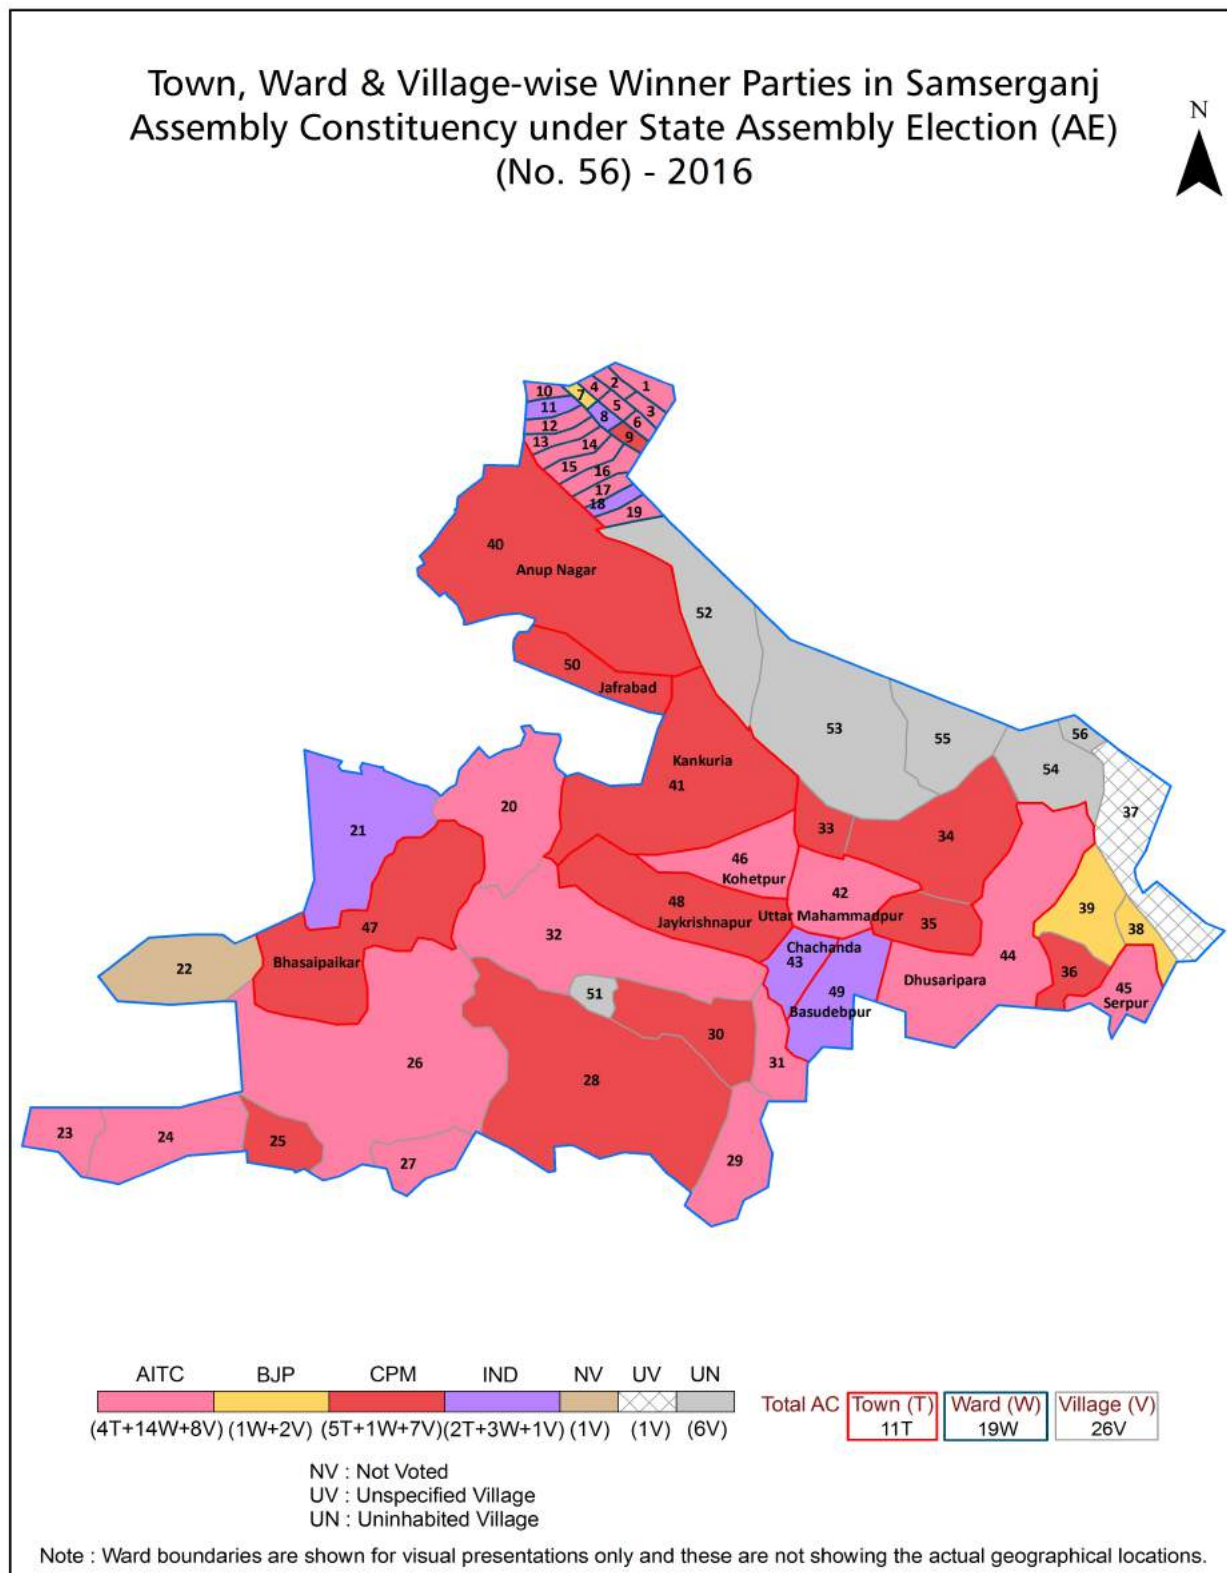 Town, Ward & Village-wise Winner Parties in Samserganj
Assembly Constituency under State Assembly Election (AE)
(No. 56) - 2016
N
1
2
4
7
10
3
5
6
8
11
9
12
13
14
15
16
17
18
19
40
Anup Nagar
52
50
Jafrabad
53
55
56
54
37
Kankuria
41
20
21
33
34
46
Kohetpur
42
Uttar Mahammadpur
48
Jaykrishnapur
39
38
35
47
32
Bhasaipaikar
22
Chachanda
43
44
Dhusaripara
36
45
Serpur
49
Basudebpur
51
30
31
26
28
23
24
25
27
29
AITC BJP CPM IND NV UV UN
(4T+14W+8V) (1W+2V) (5T+1W+7V) (2T+3W+1V) (1V) (1V) (6V)
Total AC Town (T) Ward (W) Village (V)
11T 19W 26V
NV : Not Voted
UV : Unspecified Village
UN : Uninhabited Village
Note : Ward boundaries are shown for visual presentations only and these are not showing the actual geographical locations.